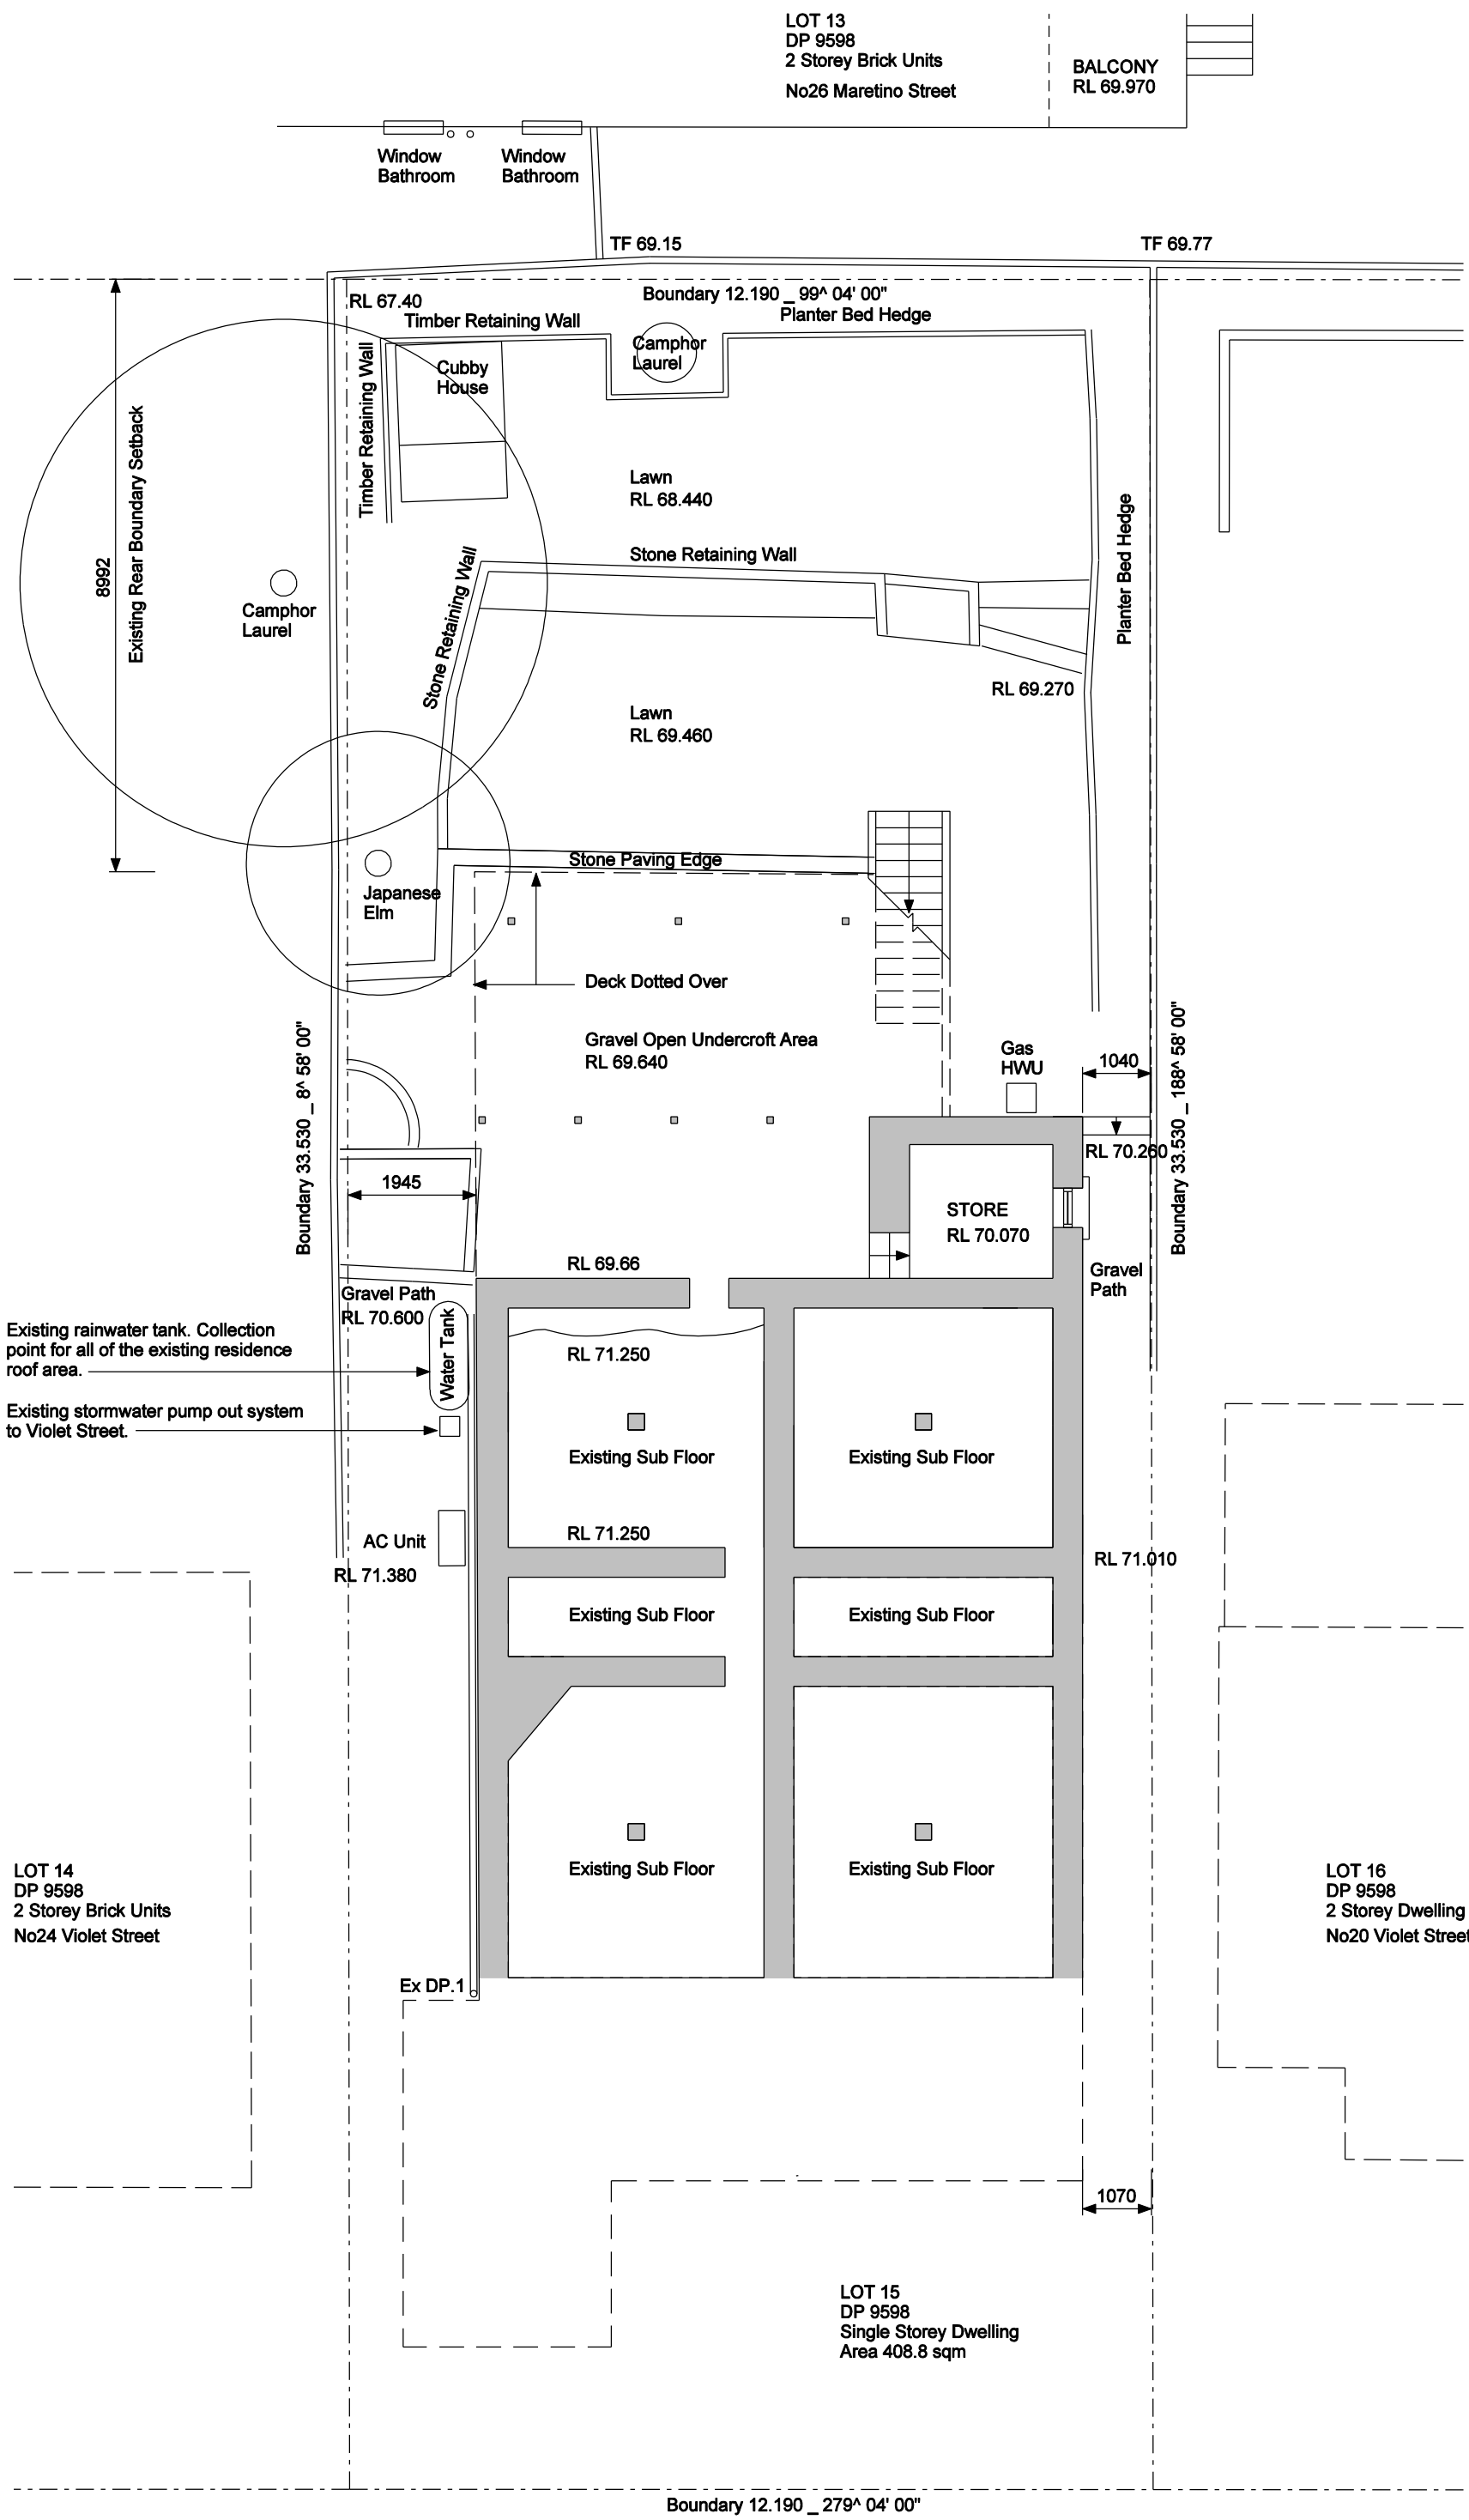 LOT 13
DP 9598
2 Storey Brick Units
No26 Maretino Street
BALCONY
RL 69.970
Window
Bathroom
Window
Bathroom
TF 69.15
TF 69.77
RL 67.40
Boundary 12.190 _ 99^ 04' 00"
Timber Retaining Wall
Planter Bed Hedge
Timber Retaining Wall
Cubby
House
Camphor
Laurel
8992
Existing Rear Boundary Setback
Lawn
RL 68.440
Planter Bed Hedge
Stone Retaining Wall
Stone Retaining Wall
Camphor
Laurel
RL 69.270
Lawn
RL 69.460
Stone Paving Edge
Japanese
Elm
Deck Dotted Over
Gravel Open Undercroft Area
RL 69.640
Gas
HWU
1040
Boundary 33.530 _ 8^ 58' 00"
Boundary 33.530 _ 188^ 58' 00"
RL 70.260
1945
STORE
RL 70.070
RL 69.66
Gravel
Path
Gravel Path
RL 70.600
Water Tank
Existing rainwater tank. Collection
point for all of the existing residence
roof area.
RL 71.250
Existing stormwater pump out system
to Violet Street.
Existing Sub Floor
Existing Sub Floor
AC Unit
RL 71.380
RL 71.250
RL 71.010
Existing Sub Floor
Existing Sub Floor
Existing Sub Floor
Existing Sub Floor
LOT 14
DP 9598
2 Storey Brick Units
No24 Violet Street
LOT 16
DP 9598
2 Storey Dwelling
No20 Violet Street
Ex DP.1
1070
LOT 15
DP 9598
Single Storey Dwelling
Area 408.8 sqm
Boundary 12.190 _ 279^ 04' 00"